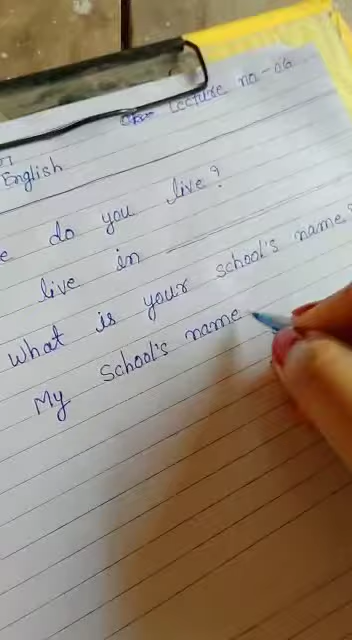 Lecture no-06
English
do you live?
live in
What is your school's name?
My School's name